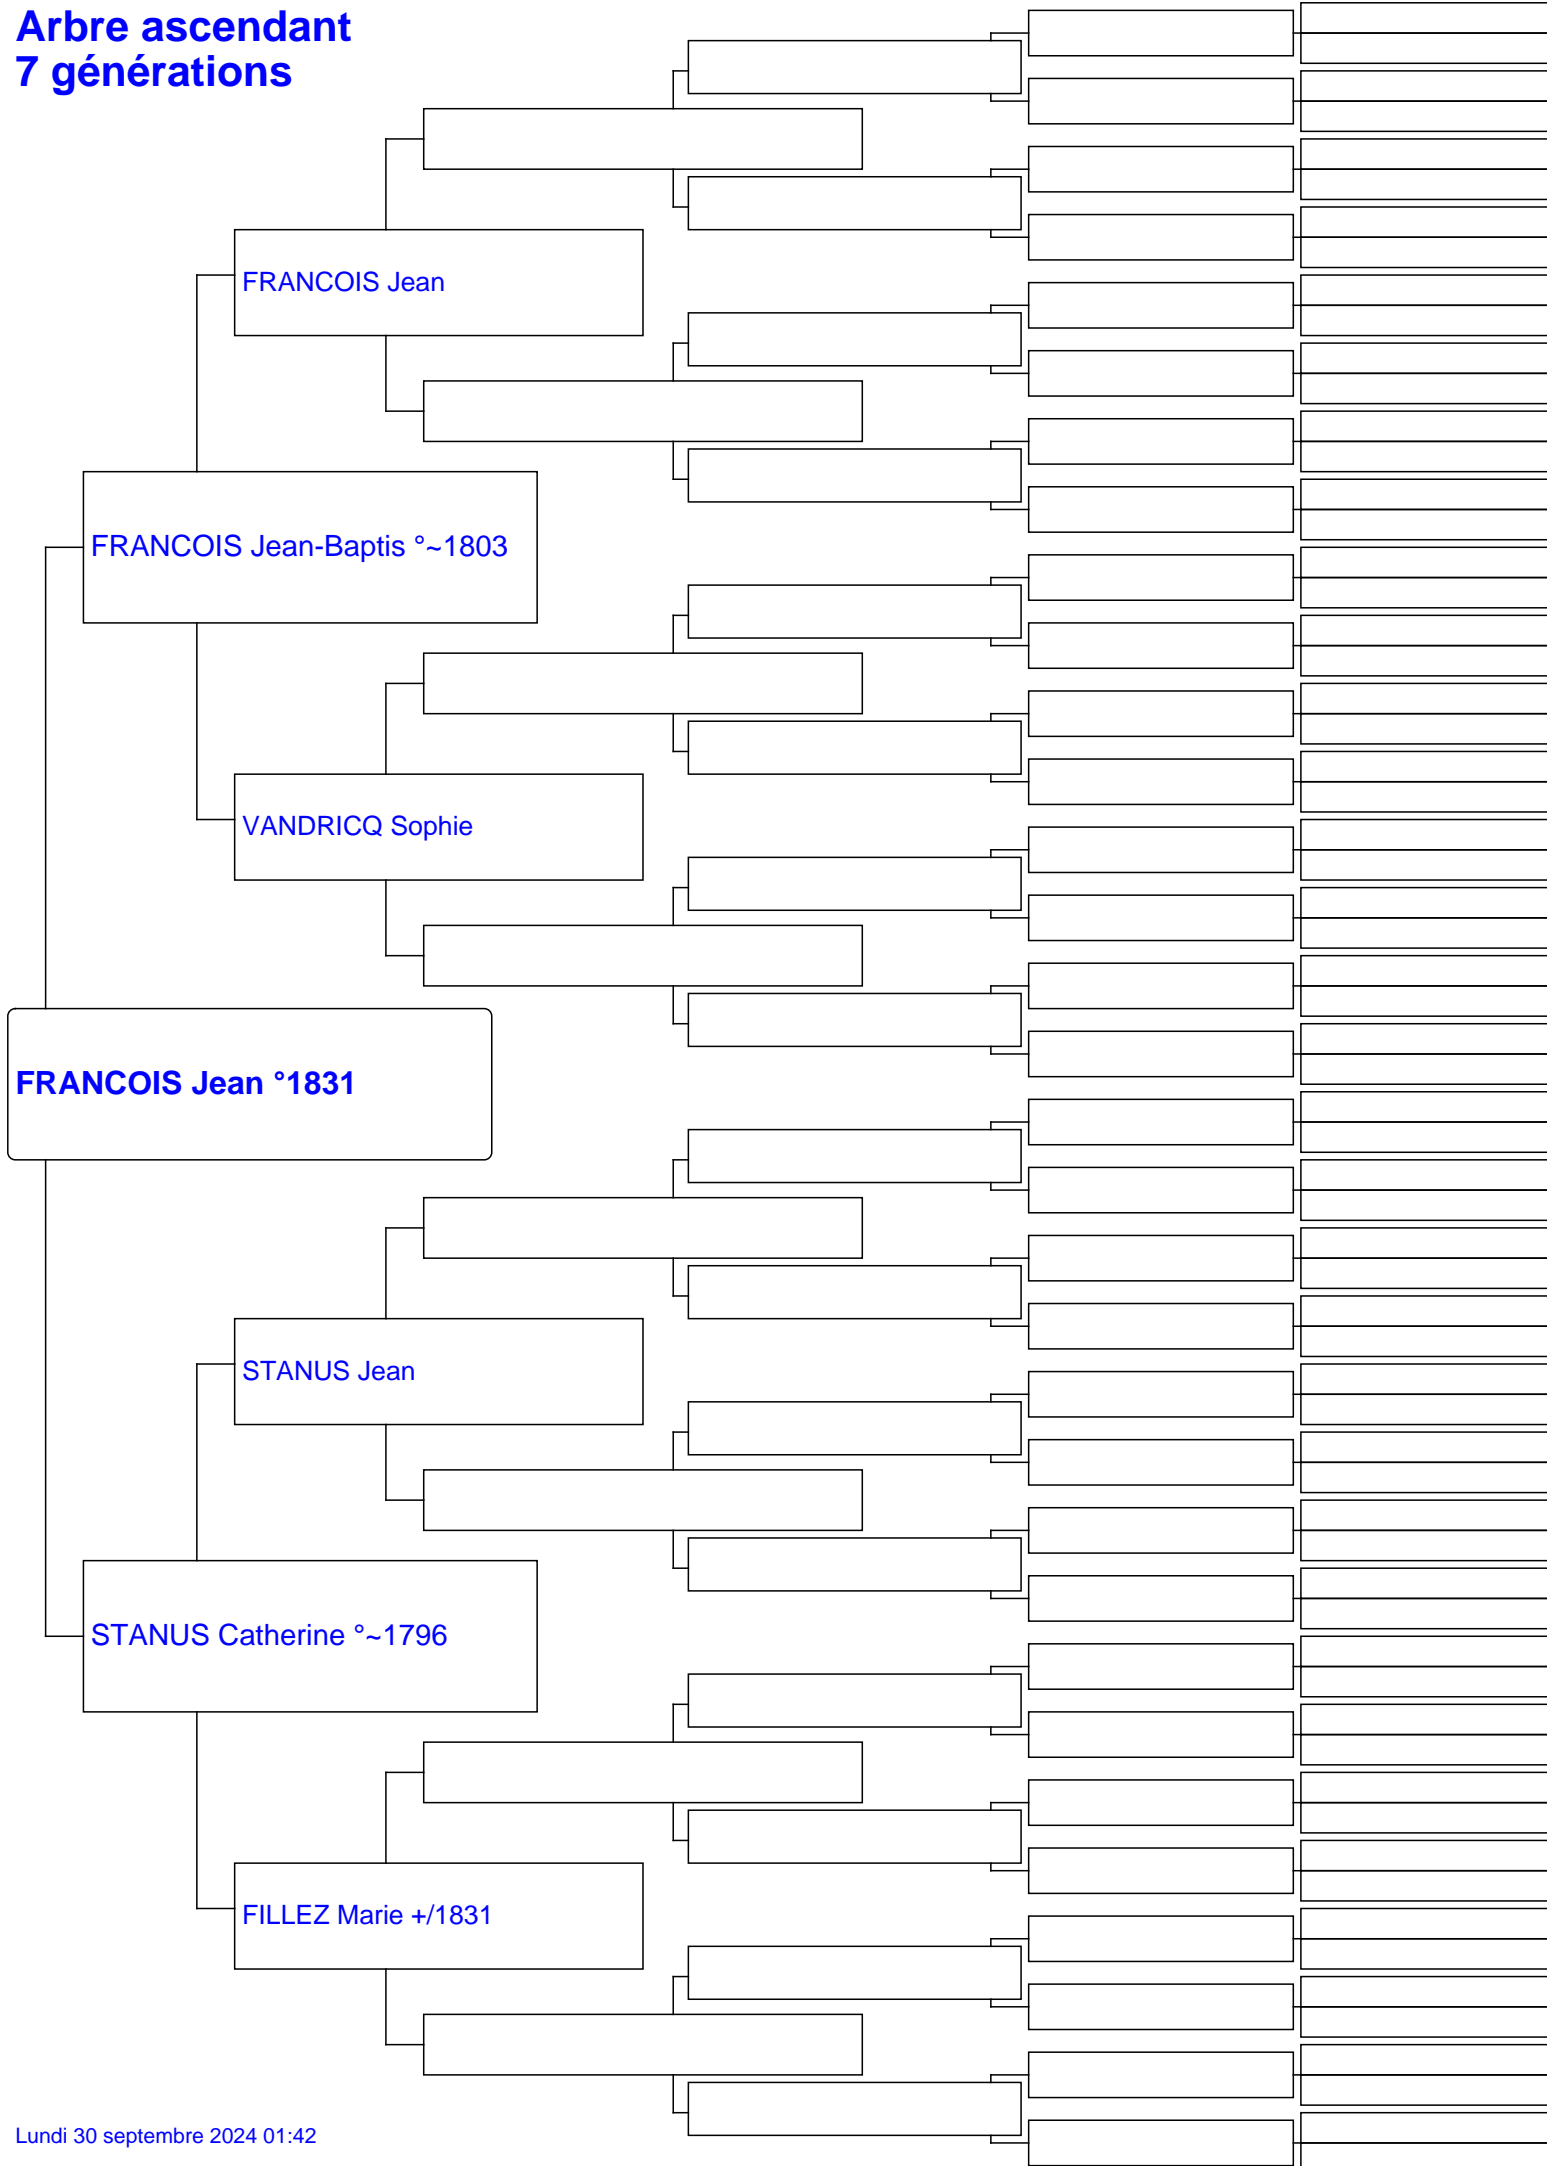 Arbre ascendant
7 générations
FRANCOIS Jean
FRANCOIS Jean-Baptis °~1803
VANDRICQ Sophie
FRANCOIS Jean °1831
STANUS Jean
STANUS Catherine °~1796
FILLEZ Marie +/1831
Lundi 30 septembre 2024 01:42